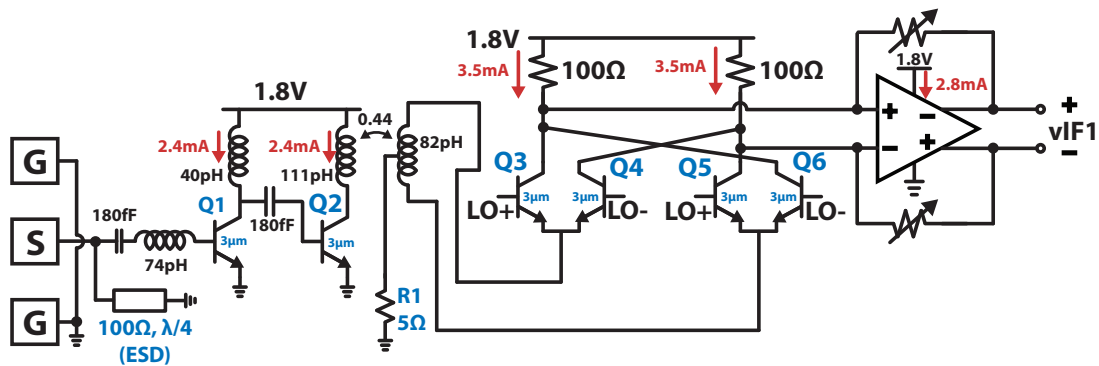 1.8V
3.5mA
100Ω
3.5mA
100Ω
1.8V
2.8mA
+
-
+
-
+
vIF1
-
1.8V
0.44
2.4mA
40pH
2.4mA
111pH
82pH
Q3
Q4
Q5
Q6
3μm
3μm
3μm
3μm
LO+
LO-
LO+
LO-
G
S
G
180fF
74pH
Q1
3μm
180fF
Q2
3μm
R1
5Ω
100Ω, λ/4
(ESD)